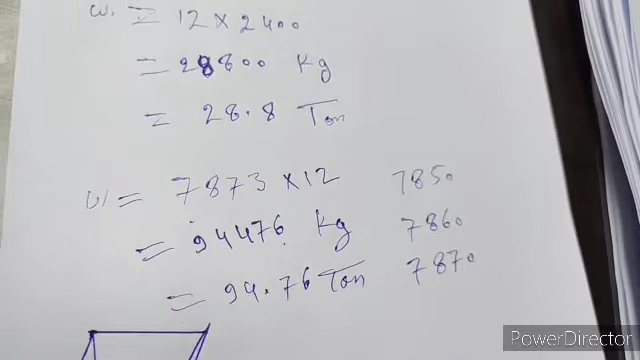 W. = 12 × 2400
= 28800 Kg
= 28.8 Ton
W = 7873 × 12 7850
= 94476 Kg 7860
= 94.76 Ton 7870
PowerDirector